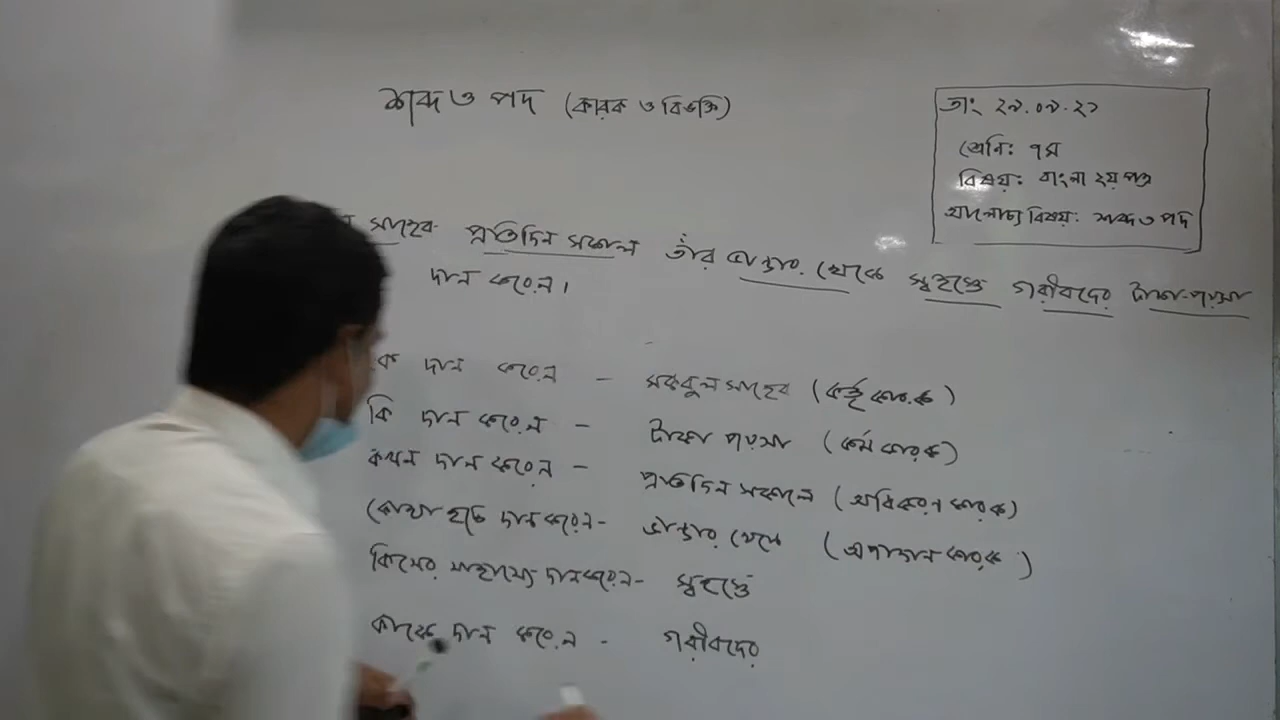 শব্দ ও পদ (কারক ও বিভক্তি)
তাং ২৯.০৯.২১
শ্রেণি: ৭ম
বিষয়: বাংলা ২য় পত্র
আলোচ্য বিষয়: শব্দ ও পদ
সাহেব প্রতিদিন সকালে তাঁর ভান্ডার থেকে স্বহস্তে গরীবদের টাকা-পয়সা
দান করেন।
দান করেন - মকবুল সাহেব (কর্তৃ কারক)
কি দান করেন - টাকা পয়সা (কর্ম কারক)
কখন দান করেন - প্রতিদিন সকালে (অধিকরণ কারক)
কোথা হতে দান করেন- ভান্ডার থেকে (অপাদান কারক)
কিসের সাহায্যে দান করেন- স্বহস্তে
কাকে দান করেন - গরীবদের